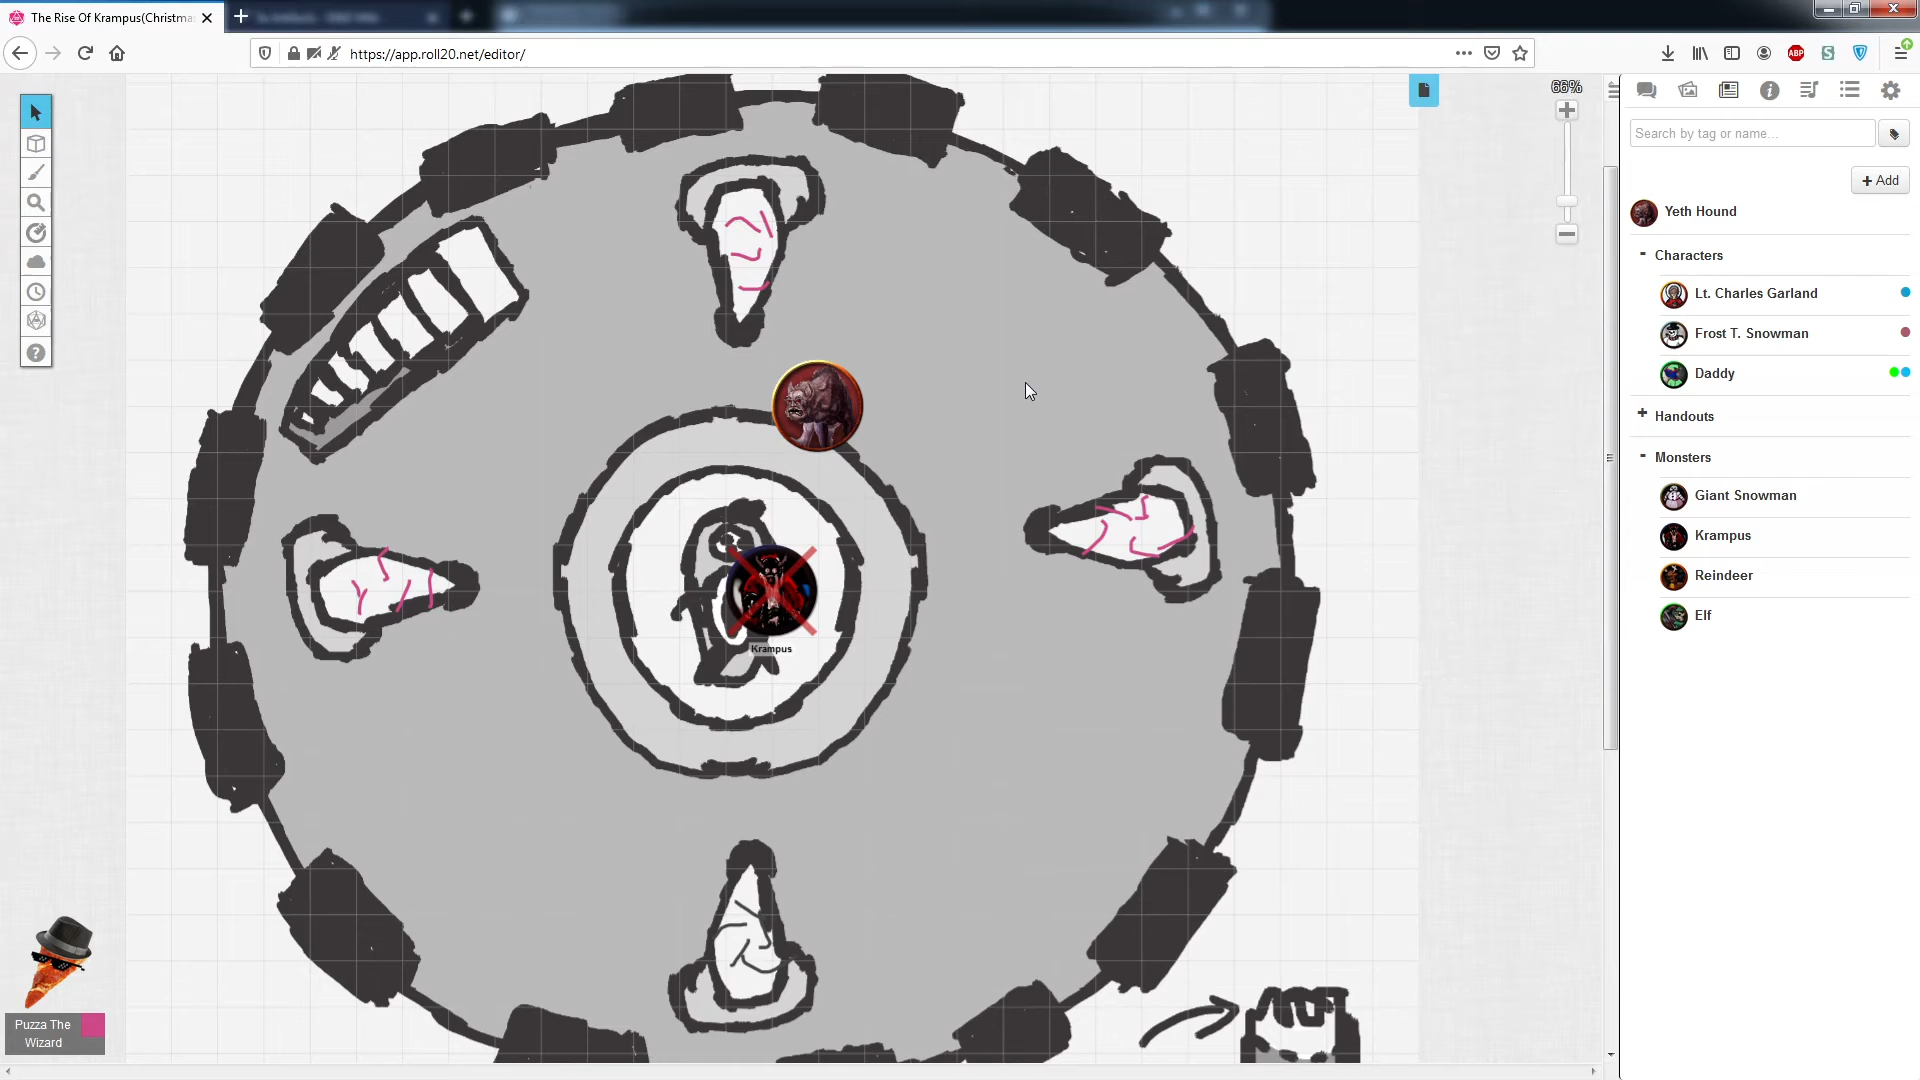 The Rise Of Krampus(Christma
https://app.roll20.net/editor/
ABP
S
66%
Search by tag or name...
+ Add
Yeth Hound
- Characters
Lt. Charles Garland
Frost T. Snowman
Daddy
+ Handouts
- Monsters
Giant Snowman
Krampus
Reindeer
Elf
Krampus
Puzza The
Wizard